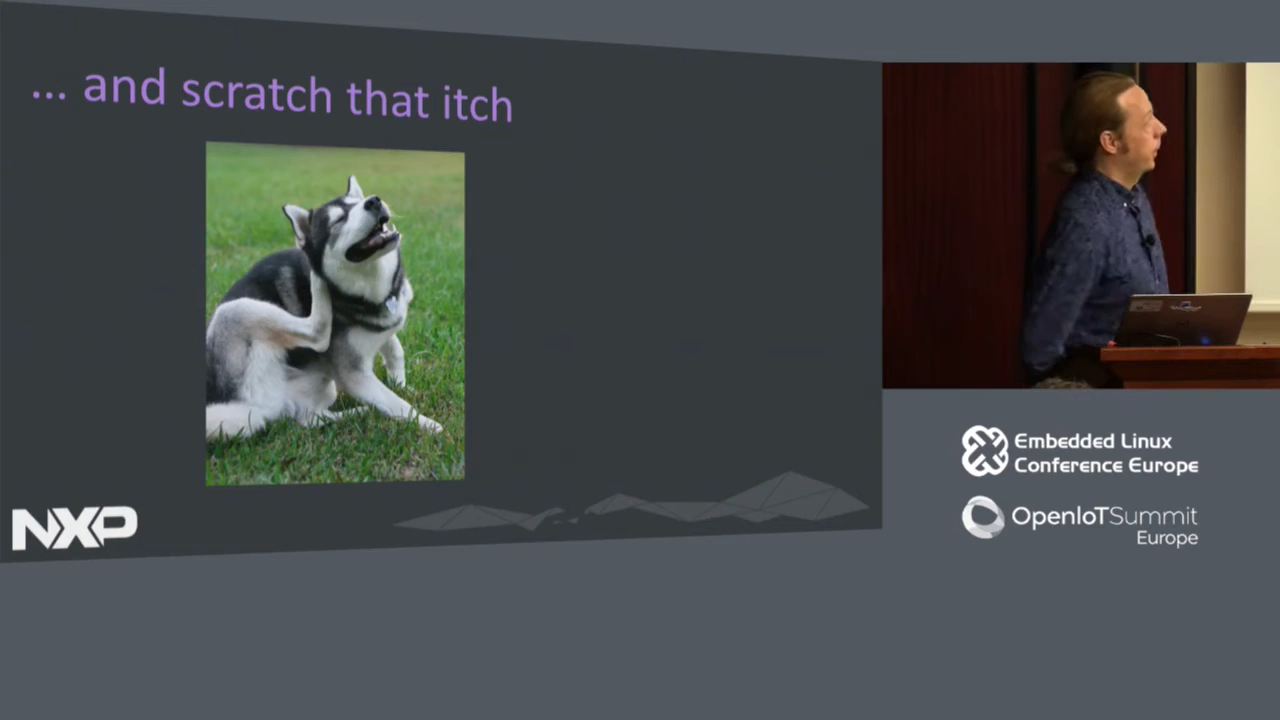 ... and scratch that itch
NXP
Embedded Linux
Conference Europe
OpenIoTSummit
Europe